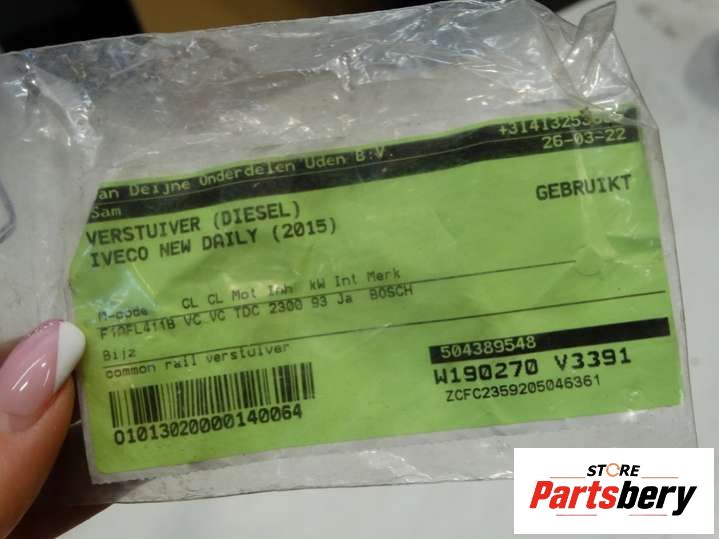 an Deijne Onderdelen Uden B.V.
26-03-22
Sam
VERSTUIVER (DIESEL)
GEBRUIKT
IVECO NEW DAILY (2015)
M-code CL CL Mot Inh kW Int Merk
F1AFL411B VC VC TDC 2300 93 Ja BOSCH
Bijz
common rail verstuiver
504389548
W190270 V3391
ZCFC2359205046361
01013020000140064
STORE
Partsbery